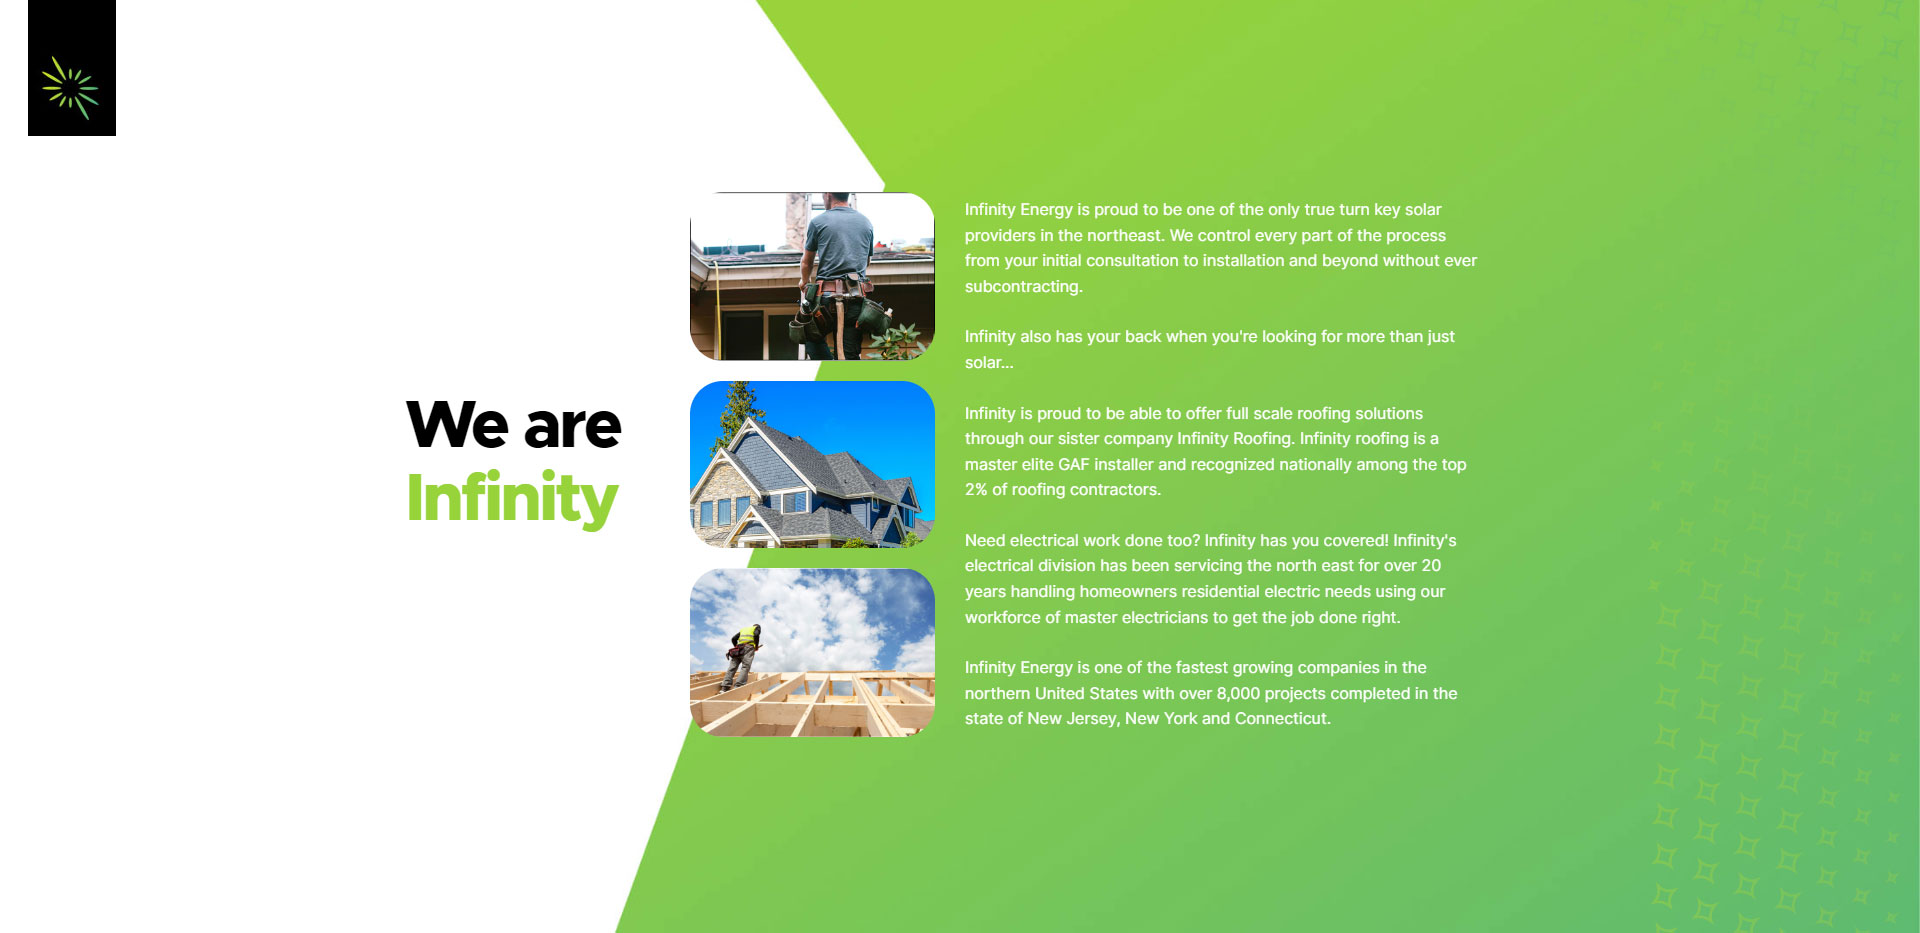 We are
Infinity
Infinity Energy is proud to be one of the only true turn key solar
providers in the northeast. We control every part of the process
from your initial consultation to installation and beyond without ever
subcontracting.
Infinity also has your back when you're looking for more than just
solar...
Infinity is proud to be able to offer full scale roofing solutions
through our sister company Infinity Roofing. Infinity roofing is a
master elite GAF installer and recognized nationally among the top
2% of roofing contractors.
Need electrical work done too? Infinity has you covered! Infinity's
electrical division has been servicing the north east for over 20
years handling homeowners residential electric needs using our
workforce of master electricians to get the job done right.
Infinity Energy is one of the fastest growing companies in the
northern United States with over 8,000 projects completed in the
state of New Jersey, New York and Connecticut.